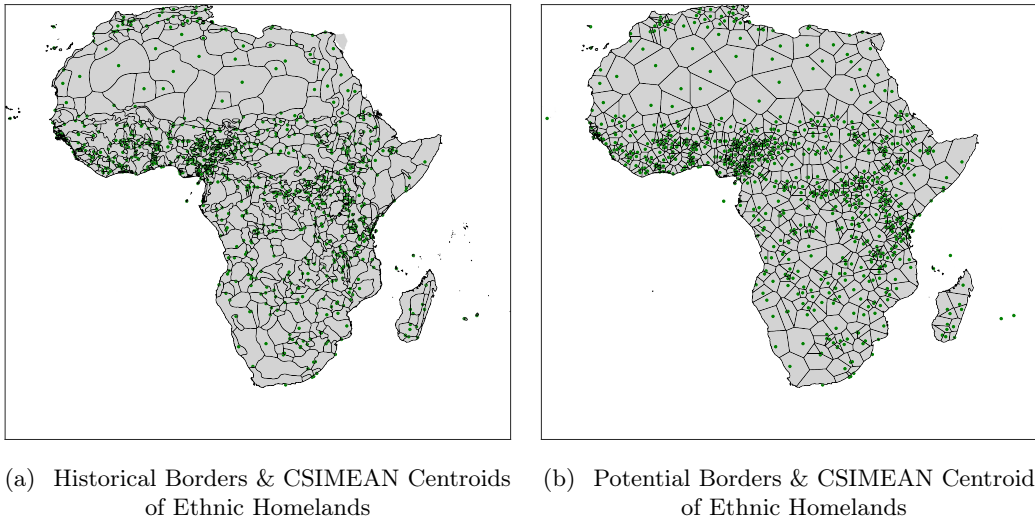 (a) Historical Borders & CSIMEAN Centroids
of Ethnic Homelands
(b) Potential Borders & CSIMEAN Centroid
of Ethnic Homelands